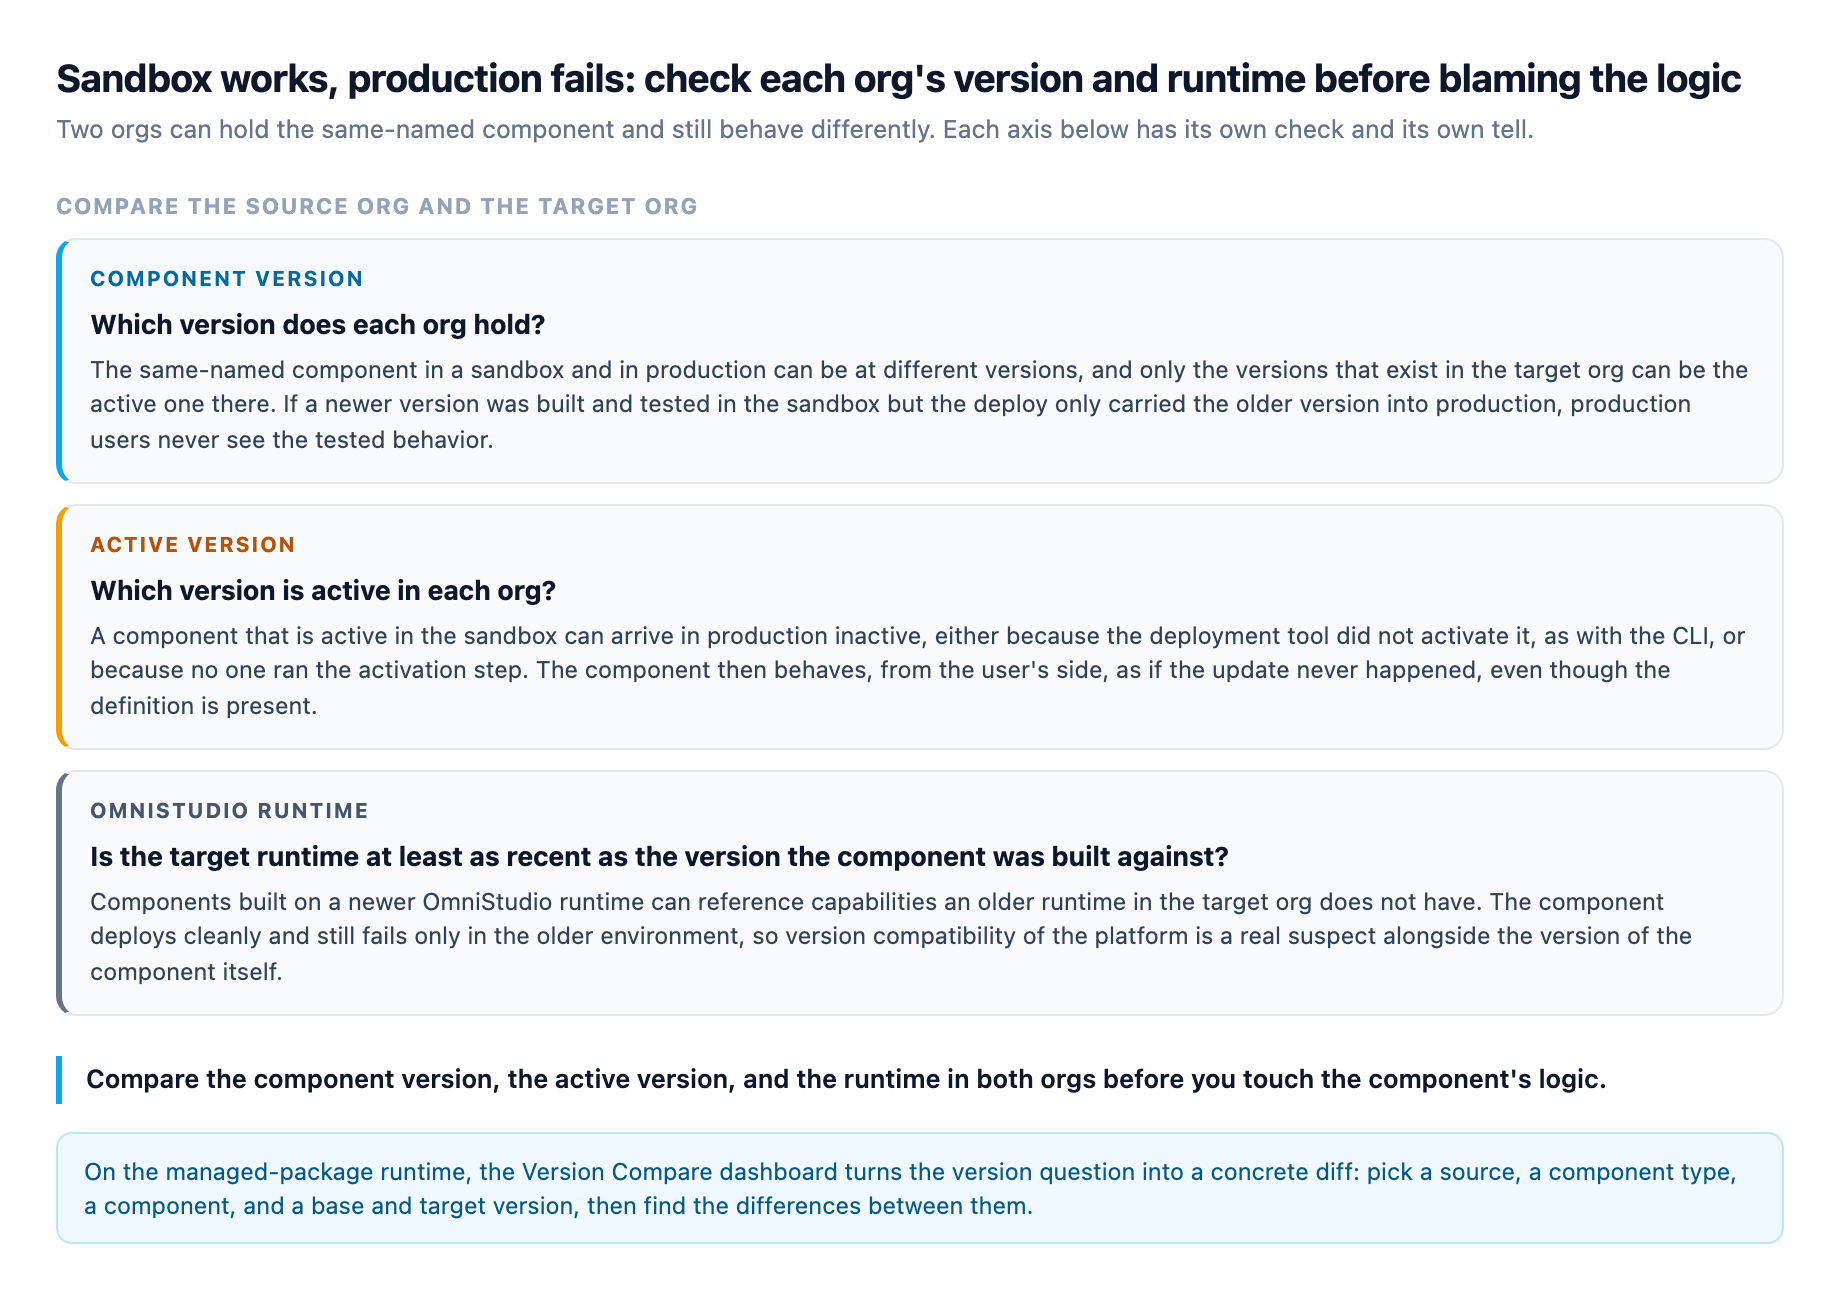 Sandbox works, production fails: check each org's version and runtime before blaming the logic
Two orgs can hold the same-named component and still behave differently. Each axis below has its own check and its own tell.
COMPARE THE SOURCE ORG AND THE TARGET ORG
COMPONENT VERSION
Which version does each org hold?
The same-named component in a sandbox and in production can be at different versions, and only the versions that exist in the target org can be the
active one there. If a newer version was built and tested in the sandbox but the deploy only carried the older version into production, production
users never see the tested behavior.
ACTIVE VERSION
Which version is active in each org?
A component that is active in the sandbox can arrive in production inactive, either because the deployment tool did not activate it, as with the CLI, or
because no one ran the activation step. The component then behaves, from the user's side, as if the update never happened, even though the
definition is present.
OMNISTUDIO RUNTIME
Is the target runtime at least as recent as the version the component was built against?
Components built on a newer OmniStudio runtime can reference capabilities an older runtime in the target org does not have. The component
deploys cleanly and still fails only in the older environment, so version compatibility of the platform is a real suspect alongside the version of the
component itself.
Compare the component version, the active version, and the runtime in both orgs before you touch the component's logic.
On the managed-package runtime, the Version Compare dashboard turns the version question into a concrete diff: pick a source, a component type,
a component, and a base and target version, then find the differences between them.